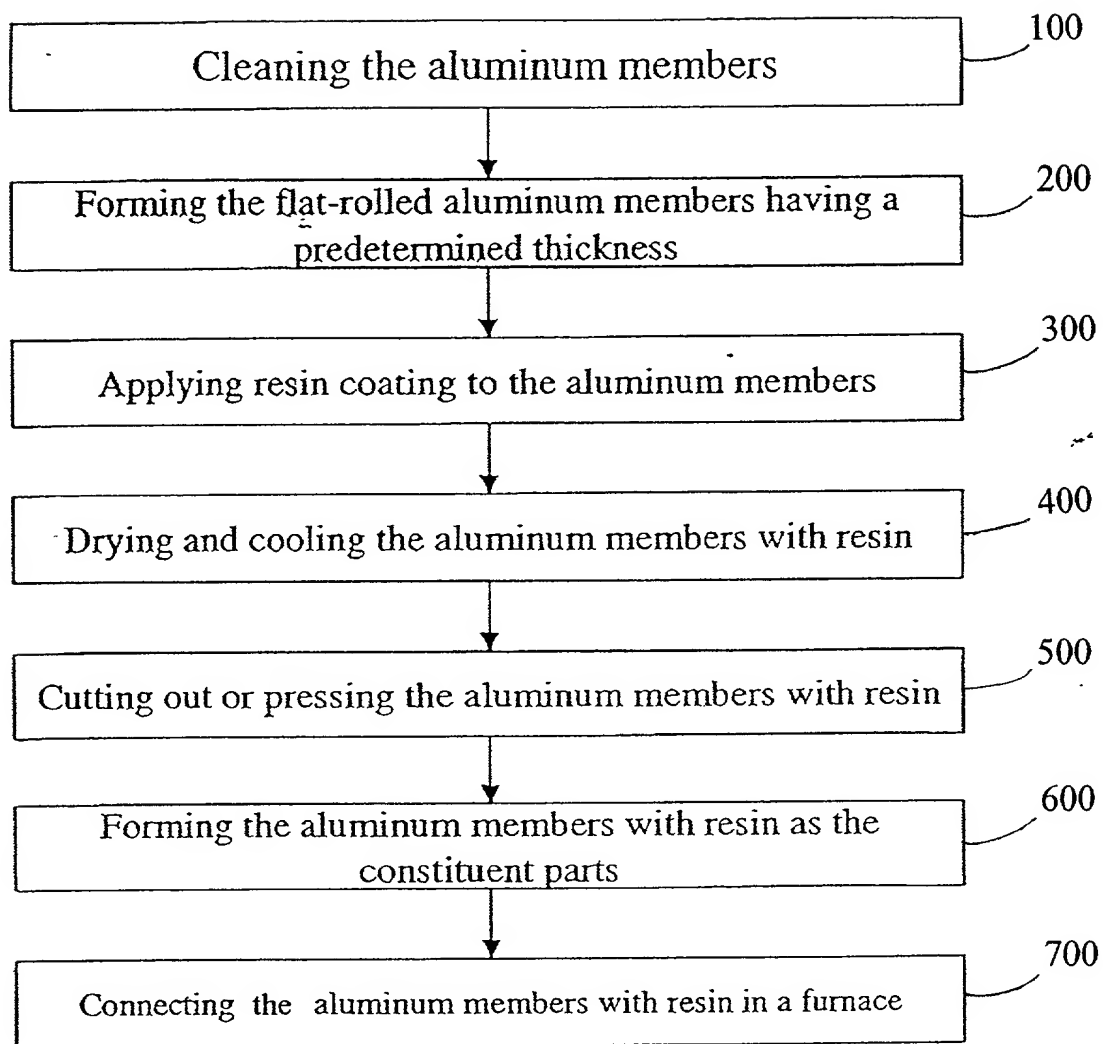 100
Cleaning the aluminum members
200
Forming the flat-rolled aluminum members having a
predetermined thickness
300
Applying resin coating to the aluminum members
400
Drying and cooling the aluminum members with resin
500
Cutting out or pressing the aluminum members with resin
600
Forming the aluminum members with resin as the
constituent parts
700
Connecting the aluminum members with resin in a furnace